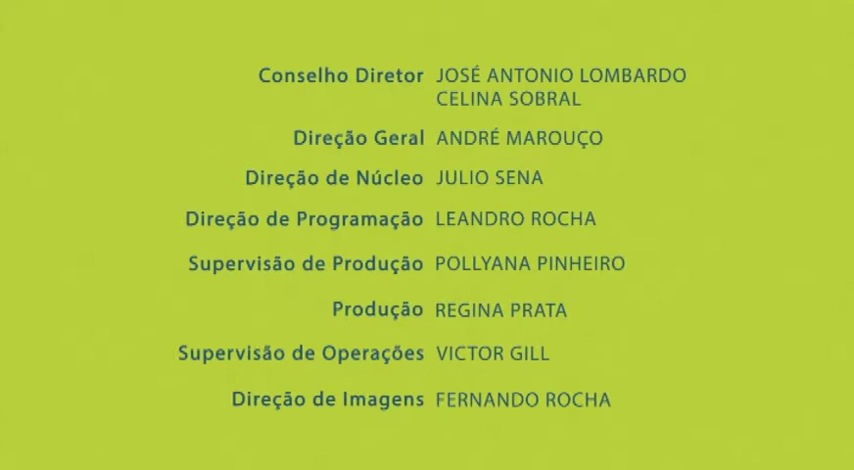 Conselho Diretor JOSÉ ANTONIO LOMBARDO
CELINA SOBRAL
Direção Geral ANDRÉ MAROUÇO
Direção de Núcleo JULIO SENA
Direção de Programação LEANDRO ROCHA
Supervisão de Produção POLLYANA PINHEIRO
Produção REGINA PRATA
Supervisão de Operações VICTOR GILL
Direção de Imagens FERNANDO ROCHA